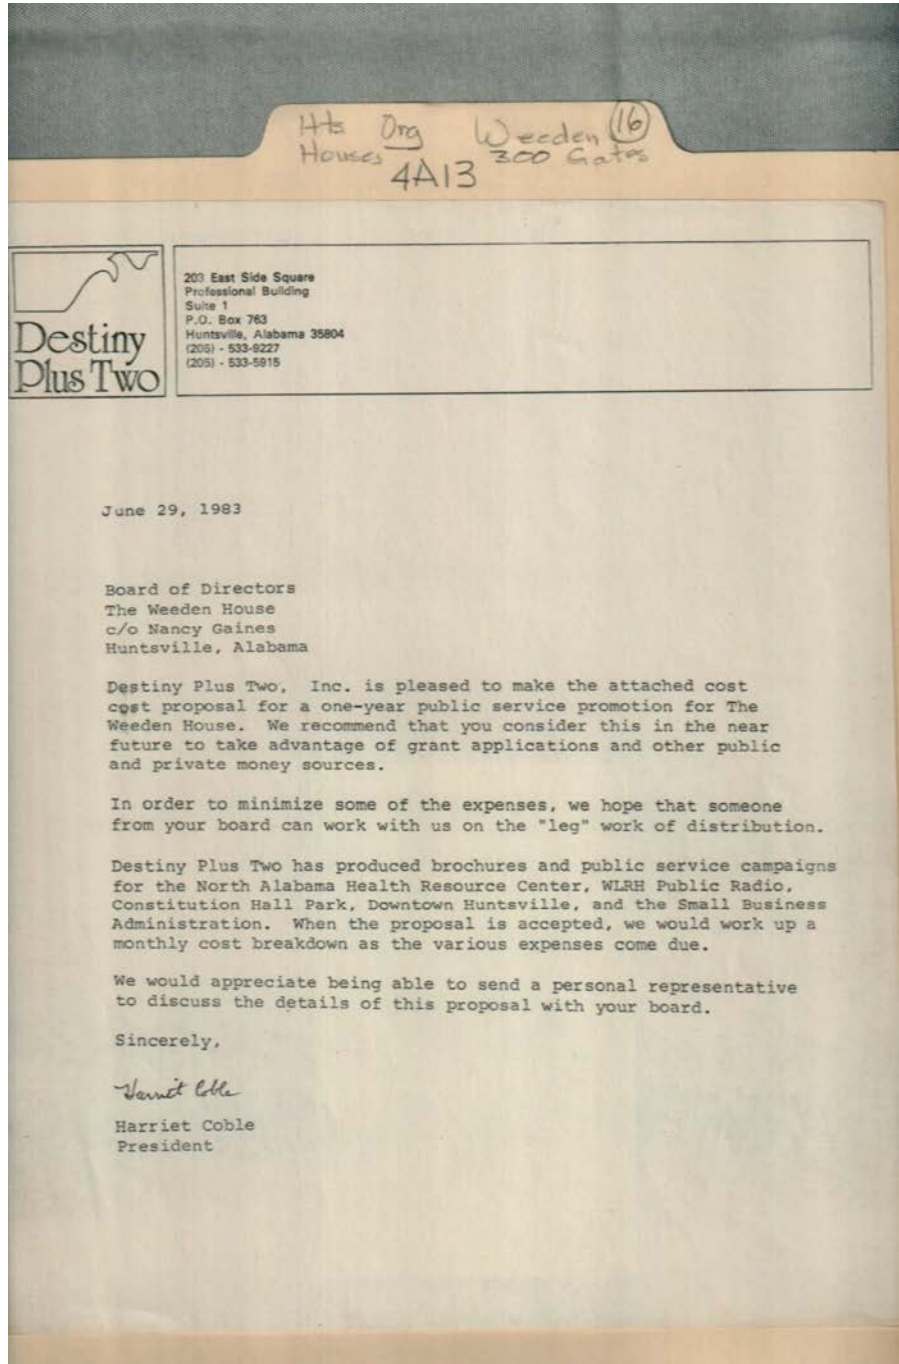 Hts Org Weeden 16
Houses 300 Gates
4A13
Destiny
Plus Two
203 East Side Square
Professional Building
Suite 1
P.O. Box 763
Huntsville, Alabama 35804
(205) - 533-9227
(205) - 533-5915
June 29, 1983
Board of Directors
The Weeden House
c/o Nancy Gaines
Huntsville, Alabama
Destiny Plus Two, Inc. is pleased to make the attached cost
cost proposal for a one-year public service promotion for The
Weeden House. We recommend that you consider this in the near
future to take advantage of grant applications and other public
and private money sources.
In order to minimize some of the expenses, we hope that someone
from your board can work with us on the "leg" work of distribution.
Destiny Plus Two has produced brochures and public service campaigns
for the North Alabama Health Resource Center, WLRH Public Radio,
Constitution Hall Park, Downtown Huntsville, and the Small Business
Administration. When the proposal is accepted, we would work up a
monthly cost breakdown as the various expenses come due.
We would appreciate being able to send a personal representative
to discuss the details of this proposal with your board.
Sincerely,
Harriet Coble
Harriet Coble
President